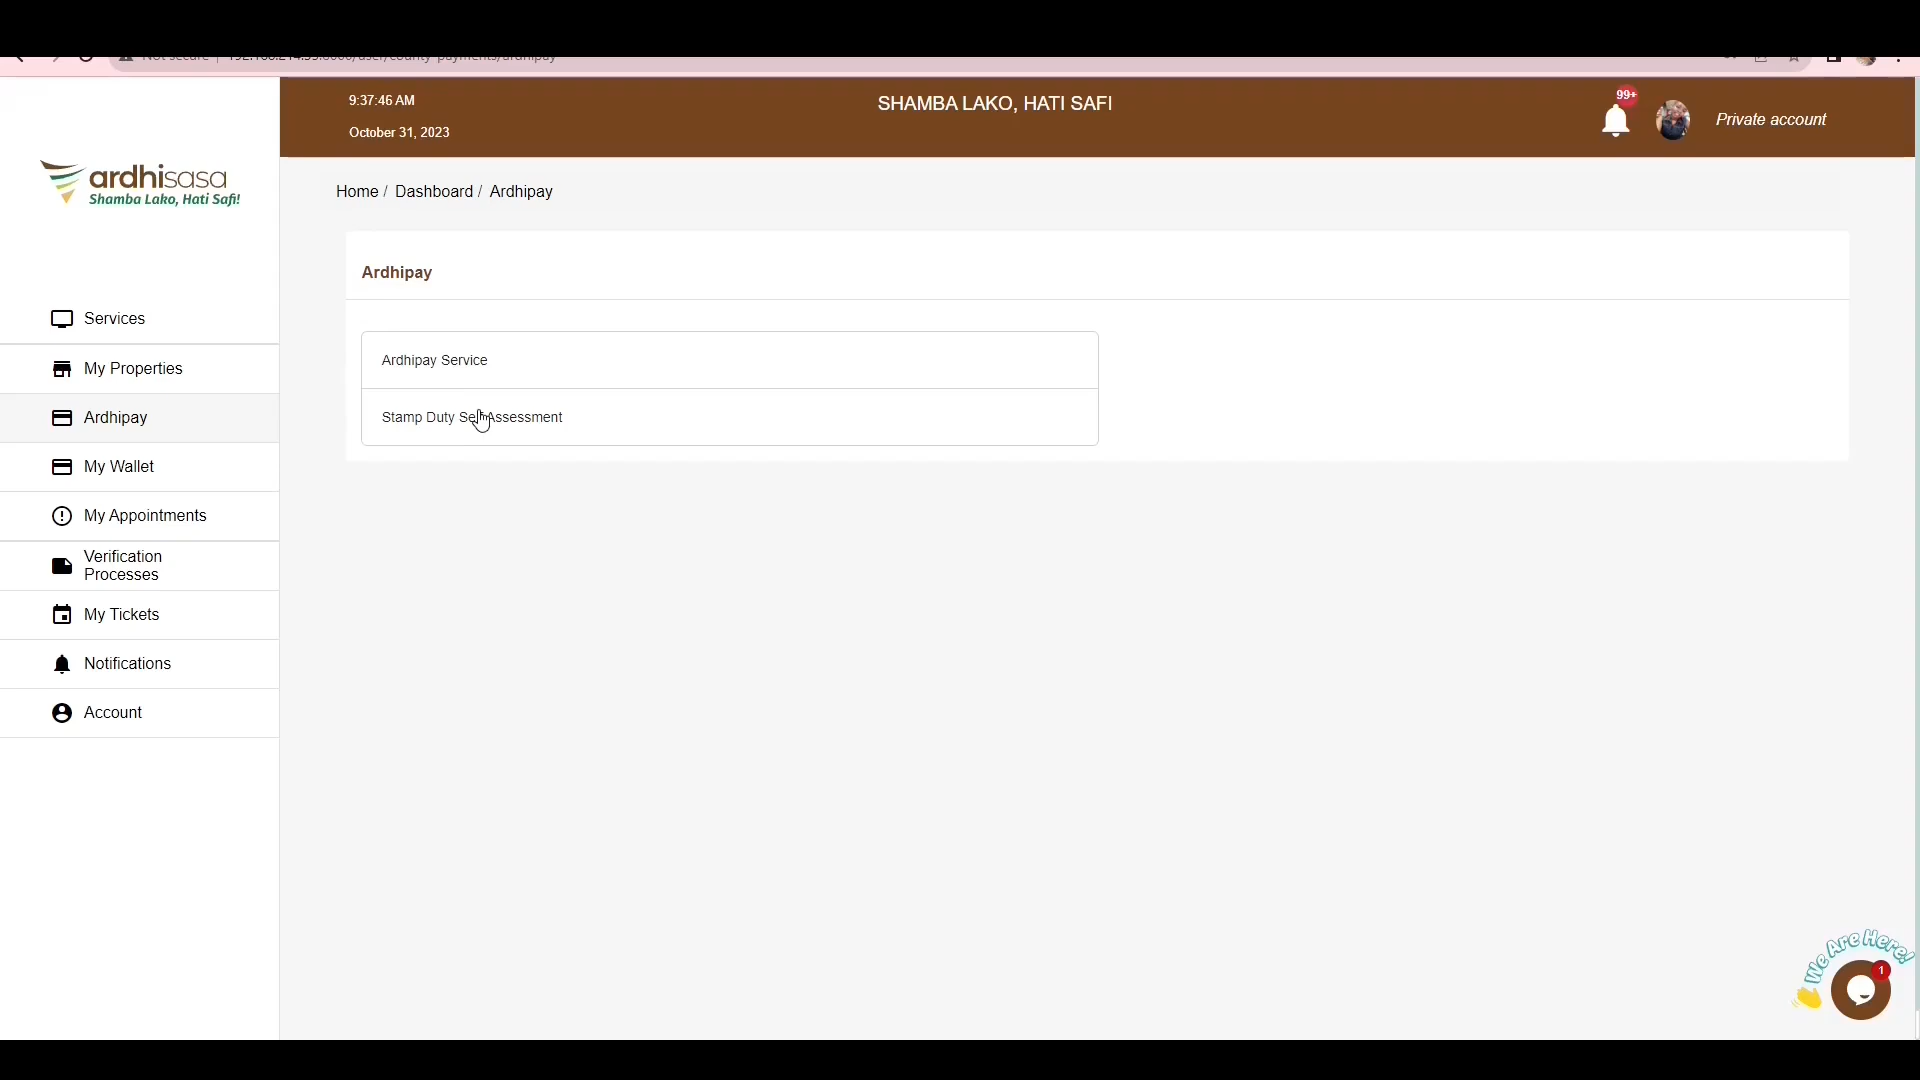 9:37:46 AM
October 31, 2023
SHAMBA LAKO, HATI SAFI
99+
Private account
ardhisasa
Shamba Lako, Hati Safi!
Home / Dashboard / Ardhipay
Ardhipay
Ardhipay Service
Stamp Duty Self Assessment
Services
My Properties
Ardhipay
My Wallet
My Appointments
Verification
Processes
My Tickets
Notifications
Account
We Are Here!
1